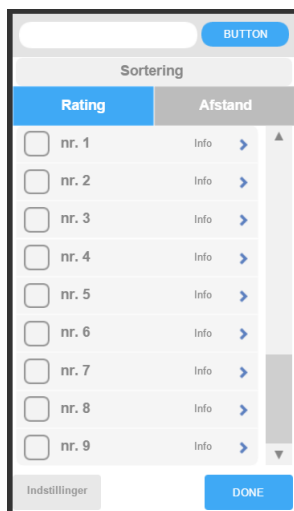 BUTTON
Sortering
Rating Afstand
nr. 1 Info
nr. 2 Info
nr. 3 Info
nr. 4 Info
nr. 5 Info
nr. 6 Info
nr. 7 Info
nr. 8 Info
nr. 9 Info
Indstillinger DONE